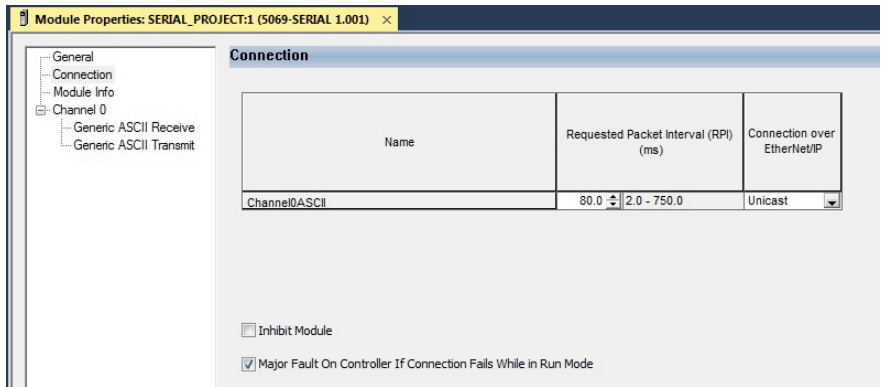 Module Properties: SERIAL_PROJECT:1 (5069-SERIAL 1.001) ×
General
Connection
Module Info
Channel 0
Generic ASCII Receive
Generic ASCII Transmit
Connection
Name
Requested Packet Interval (RPI)
(ms)
Connection over
EtherNet/IP
Channel0ASCII
80.0 2.0 - 750.0
Unicast
Inhibit Module
Major Fault On Controller If Connection Fails While in Run Mode